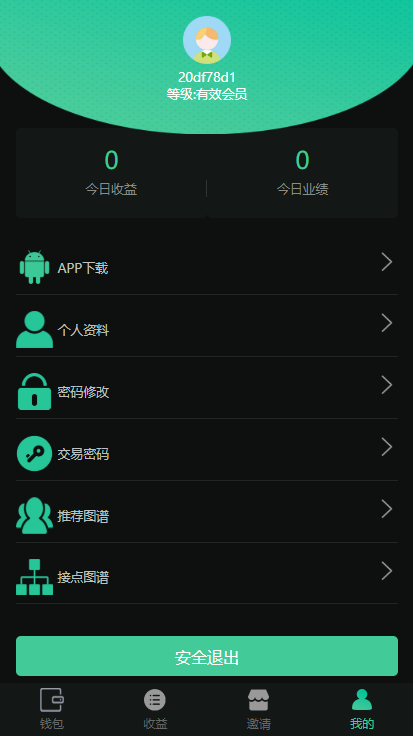 20df78d1
等级:有效会员
0
0
今日收益
今日业绩
APP下载
个人资料
密码修改
交易密码
推荐图谱
接点图谱
安全退出
钱包
收益
邀请
我的